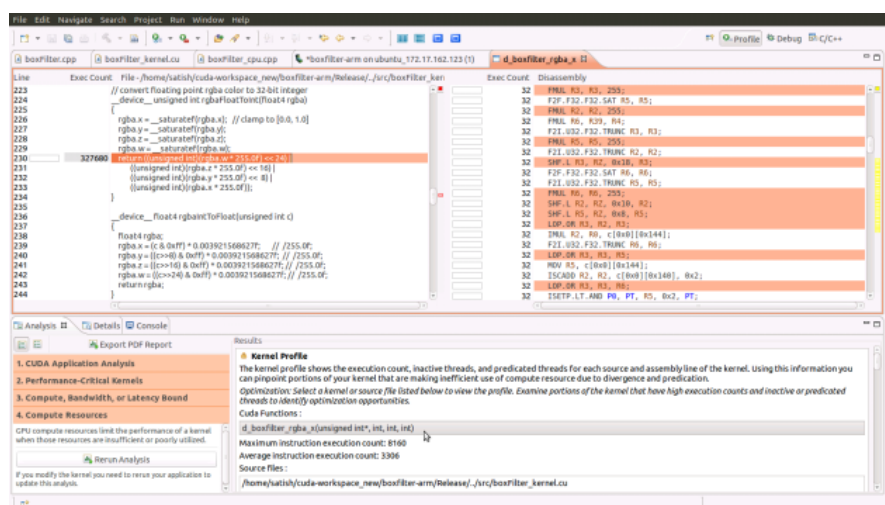 File Edit Navigate Search Project Run Window Help
Profile Debug C/C++
boxFilter.cpp boxFilter_kernel.cu boxFilter_cpu.cpp *boxfilter-arm on ubuntu_172.17.162.123 (1) d_boxfilter_rgba_x
Line Exec Count File - /home/satish/cuda-workspace_new/boxfilter-arm/Release/../src/boxFilter_ker
223 // convert floating point rgba color to 32-bit integer
224 __device__ unsigned int rgbaFloatToInt(float4 rgba)
225 {
226 rgba.x = __saturatef(rgba.x); // clamp to [0.0, 1.0]
227 rgba.y = __saturatef(rgba.y);
228 rgba.z = __saturatef(rgba.z);
229 rgba.w = __saturatef(rgba.w);
230 327680 return ((unsigned int)(rgba.w * 255.0f) << 24) |
231 ((unsigned int)(rgba.z * 255.0f) << 16) |
232 ((unsigned int)(rgba.y * 255.0f) << 8) |
233 ((unsigned int)(rgba.x * 255.0f));
234 }
235
236 __device__ float4 rgbaIntToFloat(unsigned int c)
237 {
238 float4 rgba;
239 rgba.x = (c & 0xff) * 0.003921568627f; // /255.0f;
240 rgba.y = ((c>>8) & 0xff) * 0.003921568627f; // /255.0f;
241 rgba.z = ((c>>16) & 0xff) * 0.003921568627f; // /255.0f;
242 rgba.w = ((c>>24) & 0xff) * 0.003921568627f; // /255.0f;
243 return rgba;
244 }
Exec Count Disassembly
32 FMUL R3, R3, 255;
32 F2F.F32.F32.SAT R5, R5;
32 FMUL R2, R2, 255;
32 FMUL R6, R39, R4;
32 F2I.U32.F32.TRUNC R3, R3;
32 FMUL R5, R5, 255;
32 F2I.U32.F32.TRUNC R2, R2;
32 SHF.L R3, RZ, 0x18, R3;
32 F2F.F32.F32.SAT R6, R6;
32 F2I.U32.F32.TRUNC R5, R5;
32 FMUL R6, R6, 255;
32 SHF.L R2, RZ, 0x10, R2;
32 SHF.L R5, RZ, 0x8, R5;
32 LOP.OR R3, R2, R3;
32 IMUL R2, R0, c[0x0][0x144];
32 F2I.U32.F32.TRUNC R6, R6;
32 LOP.OR R3, R3, R5;
32 MOV R5, c[0x0][0x144];
32 ISCADD R2, R2, c[0x0][0x140], 0x2;
32 LOP.OR R3, R3, R6;
32 ISETP.LT.AND P0, PT, R5, 0x2, PT;
Analysis Details Console
Export PDF Report
1. CUDA Application Analysis
2. Performance-Critical Kernels
3. Compute, Bandwidth, or Latency Bound
4. Compute Resources
GPU compute resources limit the performance of a kernel
when those resources are insufficient or poorly utilized.
Rerun Analysis
If you modify the kernel you need to rerun your application to
update this analysis.
Results
Kernel Profile
The kernel profile shows the execution count, inactive threads, and predicated threads for each source and assembly line of the kernel. Using this information you
can pinpoint portions of your kernel that are making inefficient use of compute resource due to divergence and predication.
Optimization: Select a kernel or source file listed below to view the profile. Examine portions of the kernel that have high execution counts and inactive or predicated
threads to identify optimization opportunities.
Cuda Functions :
d_boxfilter_rgba_x(unsigned int*, int, int, int)
Maximum instruction execution count: 8160
Average instruction execution count: 3306
Source files :
/home/satish/cuda-workspace_new/boxfilter-arm/Release/../src/boxFilter_kernel.cu